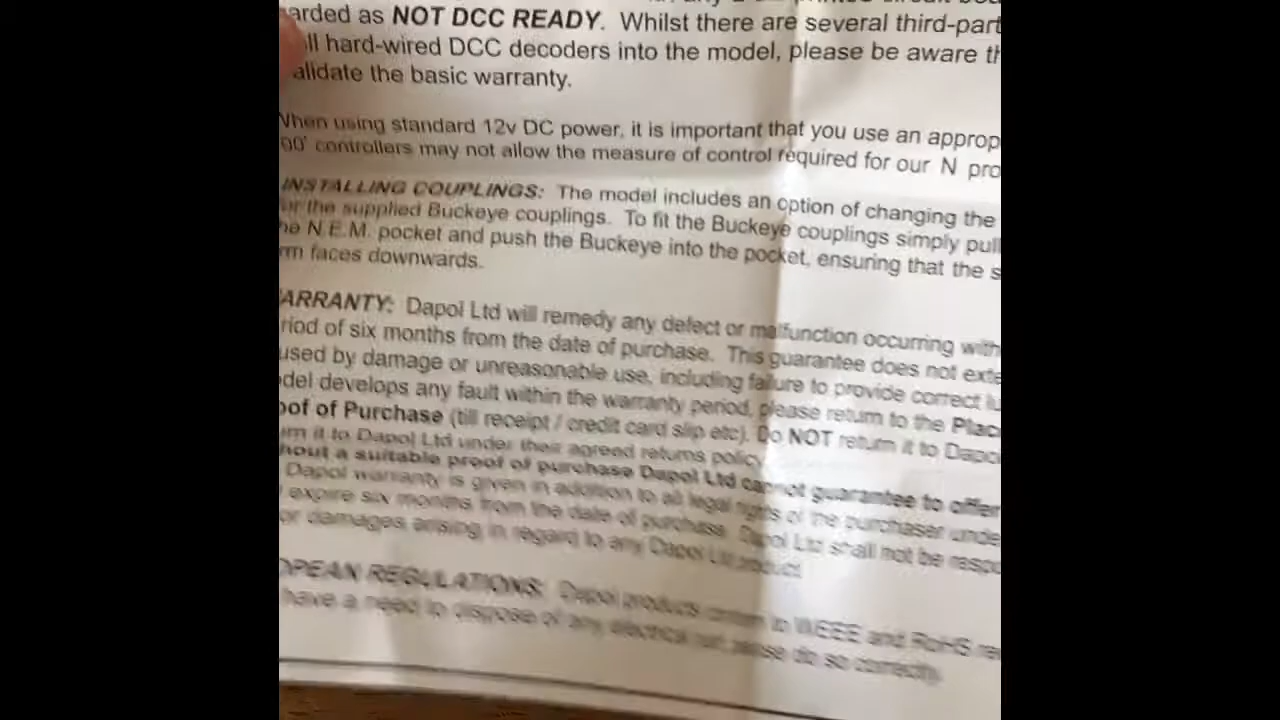 arded as NOT DCC READY. Whilst there are several third-part
ll hard-wired DCC decoders into the model, please be aware th
alidate the basic warranty.
When using standard 12v DC power, it is important that you use an approp
00' controllers may not allow the measure of control required for our N pro
INSTALLING COUPLINGS: The model includes an option of changing the
or the supplied Buckeye couplings. To fit the Buckeye couplings simply pull
he N.E.M. pocket and push the Buckeye into the pocket, ensuring that the s
rm faces downwards.
ARRANTY: Dapol Ltd will remedy any defect or malfunction occurring with
riod of six months from the date of purchase. This guarantee does not exte
used by damage or unreasonable use, including failure to provide correct lu
odel develops any fault within the warranty period, please return to the Plac
oof of Purchase (till receipt / credit card slip etc). Do NOT return it to Dapo
urn it to Dapol Ltd under their agreed returns policy.
hout a suitable proof of purchase Dapol Ltd cannot guarantee to offer
Dapol warranty is given in addition to all legal rights of the purchaser unde
expire six months from the date of purchase. Dapol Ltd shall not be respo
or damages arising in regard to any Dapol Ltd product.
OPEAN REGULATIONS: Dapol products conform to WEEE and RoHS
have a need to dispose of any electrical please do so correctly.